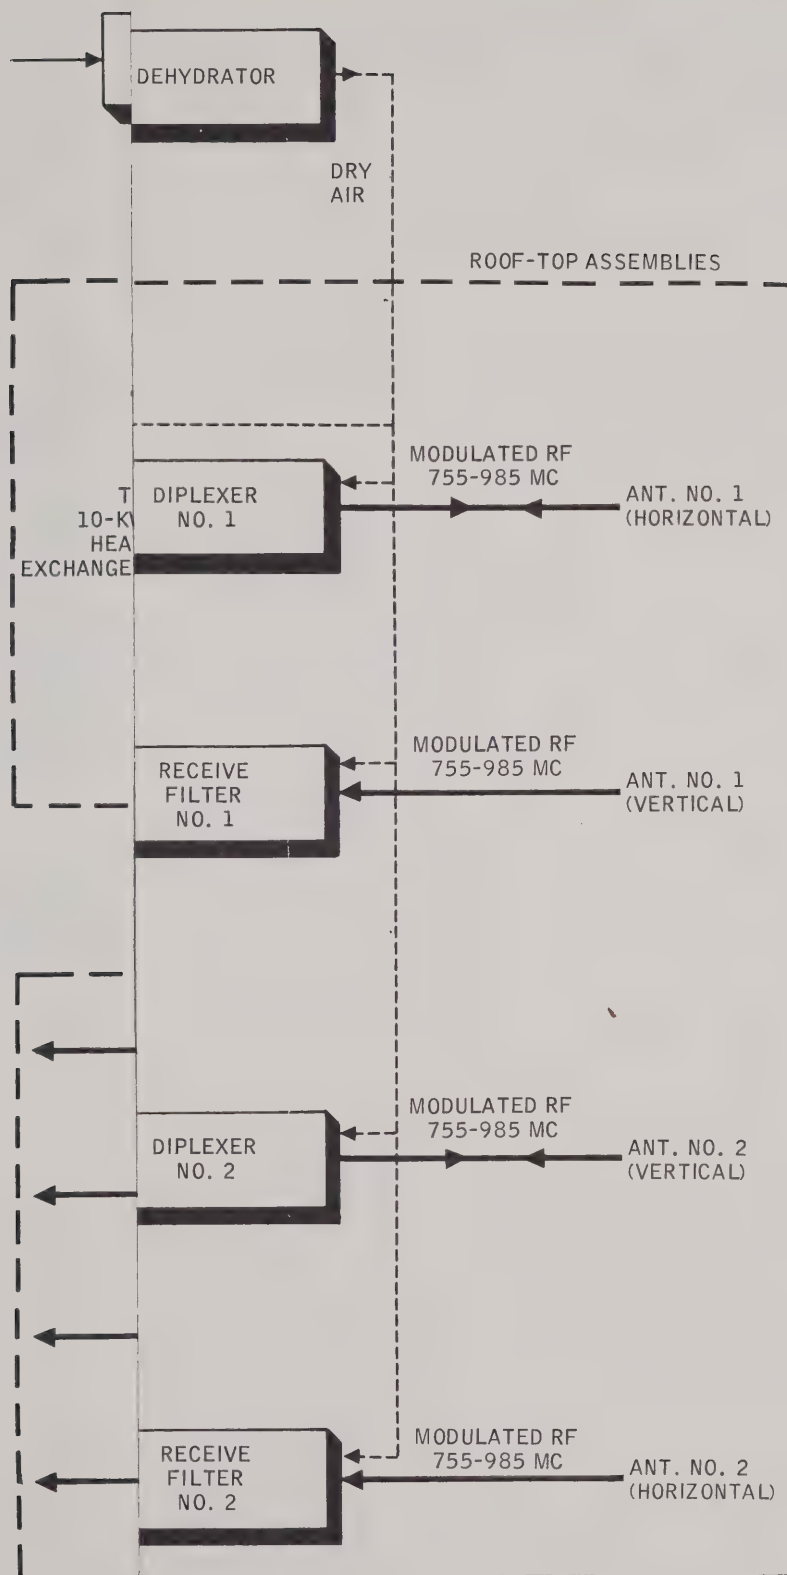 DEHYDRATOR
DRY
AIR
ROOF-TOP ASSEMBLIES
MODULATED RF
755-985 MC
DIPLEXER
NO. 1
ANT. NO. 1
(HORIZONTAL)
10-K
HEA
EXCHANGE
MODULATED RF
755-985 MC
RECEIVE
FILTER
NO. 1
ANT. NO. 1
(VERTICAL)
MODULATED RF
755-985 MC
DIPLEXER
NO. 2
ANT. NO. 2
(VERTICAL)
MODULATED RF
755-985 MC
RECEIVE
FILTER
NO. 2
ANT. NO. 2
(HORIZONTAL)